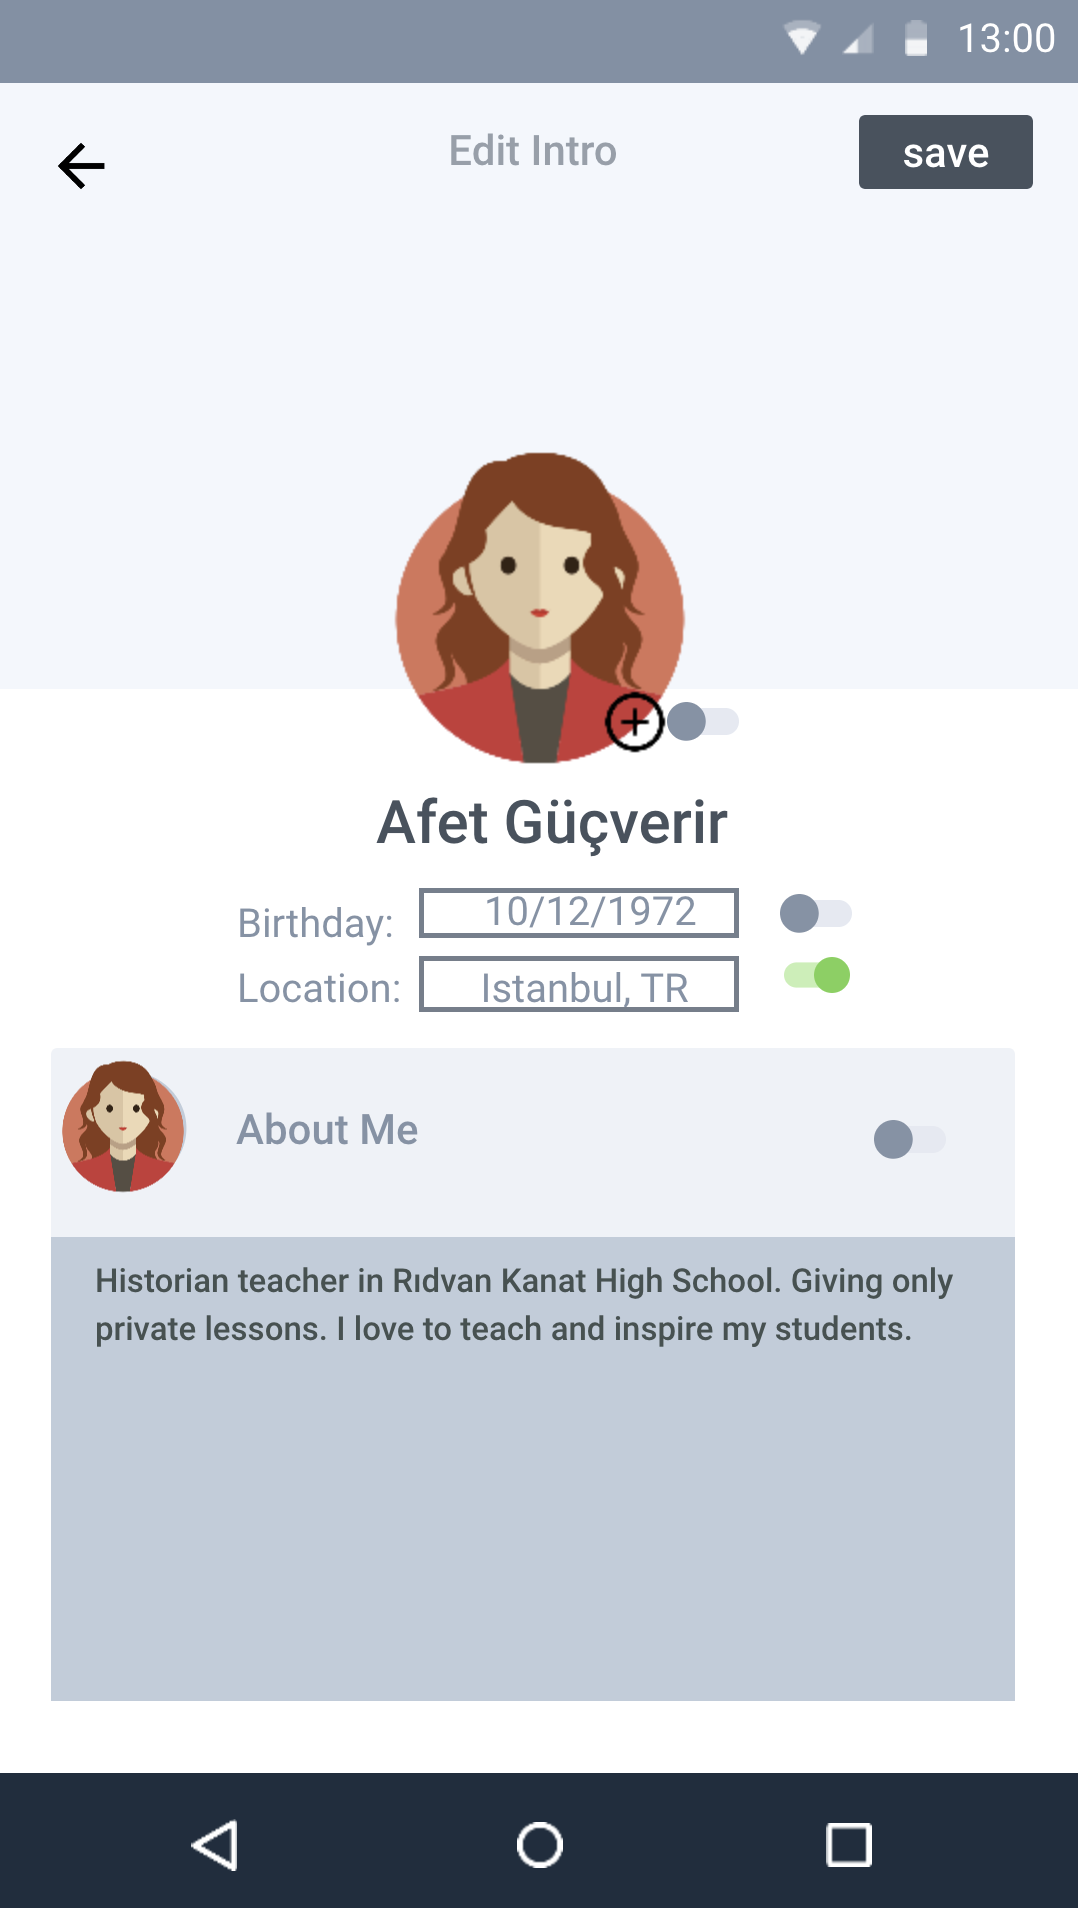 13:00
Edit Intro
save
Afet Güçverir
Birthday: 10/12/1972
Location: Istanbul, TR
About Me
Historian teacher in Rıdvan Kanat High School. Giving only
private lessons. I love to teach and inspire my students.